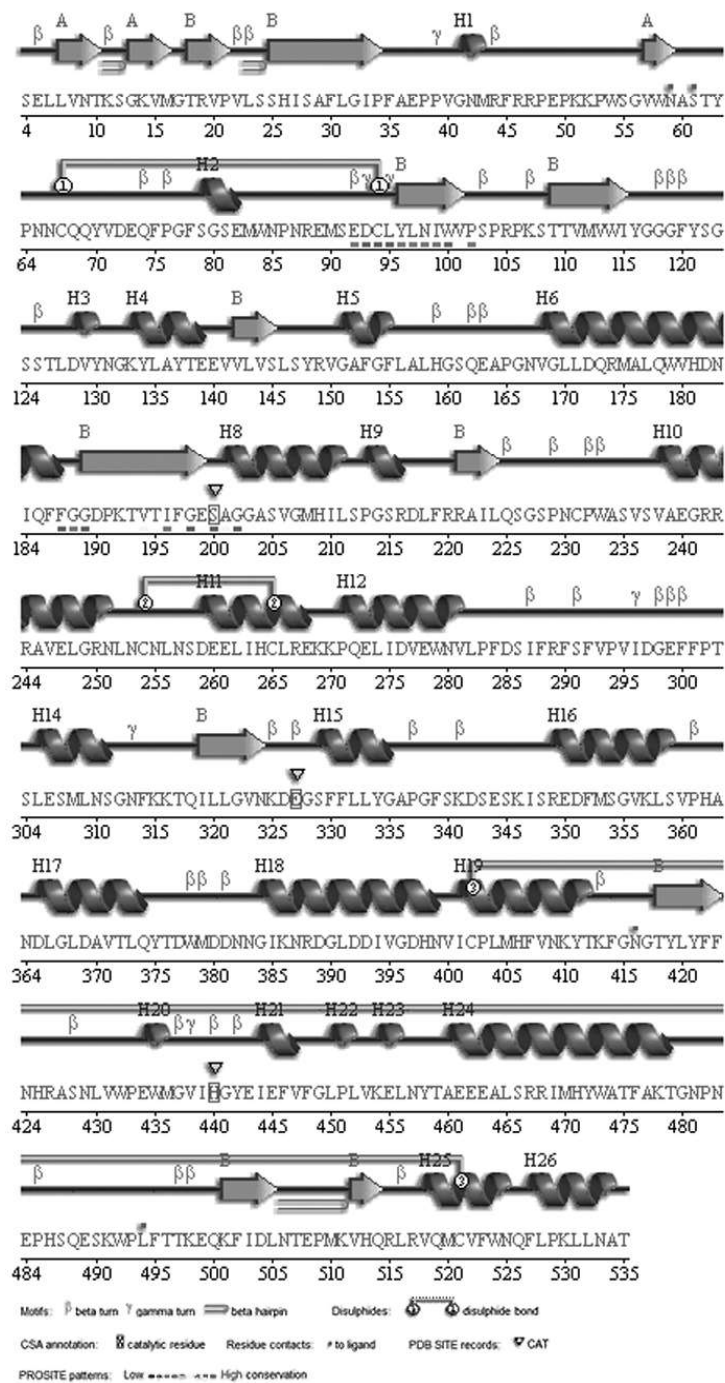 A A B B H1 A
β β ββ γ β
SELLVNTKSGKVMGTRVPVLSSHISAFLGIPFAEPPVGNMRFRRPEPKKPWSGVWNASTY
4 10 15 20 25 30 35 40 45 50 55 60
H2 B B
β β βγ γ β β βββ
1 1
PNNCQQYVDEQFPGFSGSEMWNPNREMSEDCLYLNIWVPSPRPKSTTVMVWIYGGGFYSG
64 70 75 80 85 90 95 100 105 110 115 120
H3 H4 B H5 H6
β β ββ
SSTLDVYNGKYLAYTEEVVLVSLSYRVGAFGFLALHGSQEAPGNVGLLDQRMALQWVHDN
124 130 135 140 145 150 155 160 165 170 175 180
B H8 H9 B H10
β β ββ
IQFFGGDPKTVTIFGESAGGASVGMHILSPGSRDLFRRAILQSGSPNCPWASVSVAEGRR
184 190 195 200 205 210 215 220 225 230 235 240
H11 H12
β β γ βββ
2 2
RAVELGRNLNCNLNSDEELIHCLREKKPQELIDVEWNVLPFDSIFRFSFVPVIDGEFFPT
244 250 255 260 265 270 275 280 285 290 295 300
H14 B H15 H16
γ β β β β β
SLESMLNSGNFKKTQILLGVNKDEGSFFLLYGAPGFSKDSESKISREDFMSGVKLSVPHA
304 310 315 320 325 330 335 340 345 350 355 360
H17 H18 H19 B
ββ β β
3
NDLGLDAVTLQYTDWMDDNNGIKNRDGLDDIVGDHNVICPLMHFVNKYTKFGNGTYLYFF
364 370 375 380 385 390 395 400 405 410 415 420
H20 H21 H22 H23 H24
β βγ β β
NHRASNLVWPEWMGVIHGYEIEFVFGLPLVKELNYTAEEEALSRRIMHYWATFAKTGNPN
424 430 435 440 445 450 455 460 465 470 475 480
B B H25 H26
β ββ β
3
EPHSQESKWPLFTTKEQKFIDLNTEPMKVHQRLRVQMCVFWNQFLPKLLNAT
484 490 495 500 505 510 515 520 525 530 535
Motifs: β beta turn γ gamma turn beta hairpin Disulphides: disulphide bond
CSA annotation: catalytic residue Residue contacts: to ligand PDB SITE records: CAT
PROSITE patterns: Low High conservation